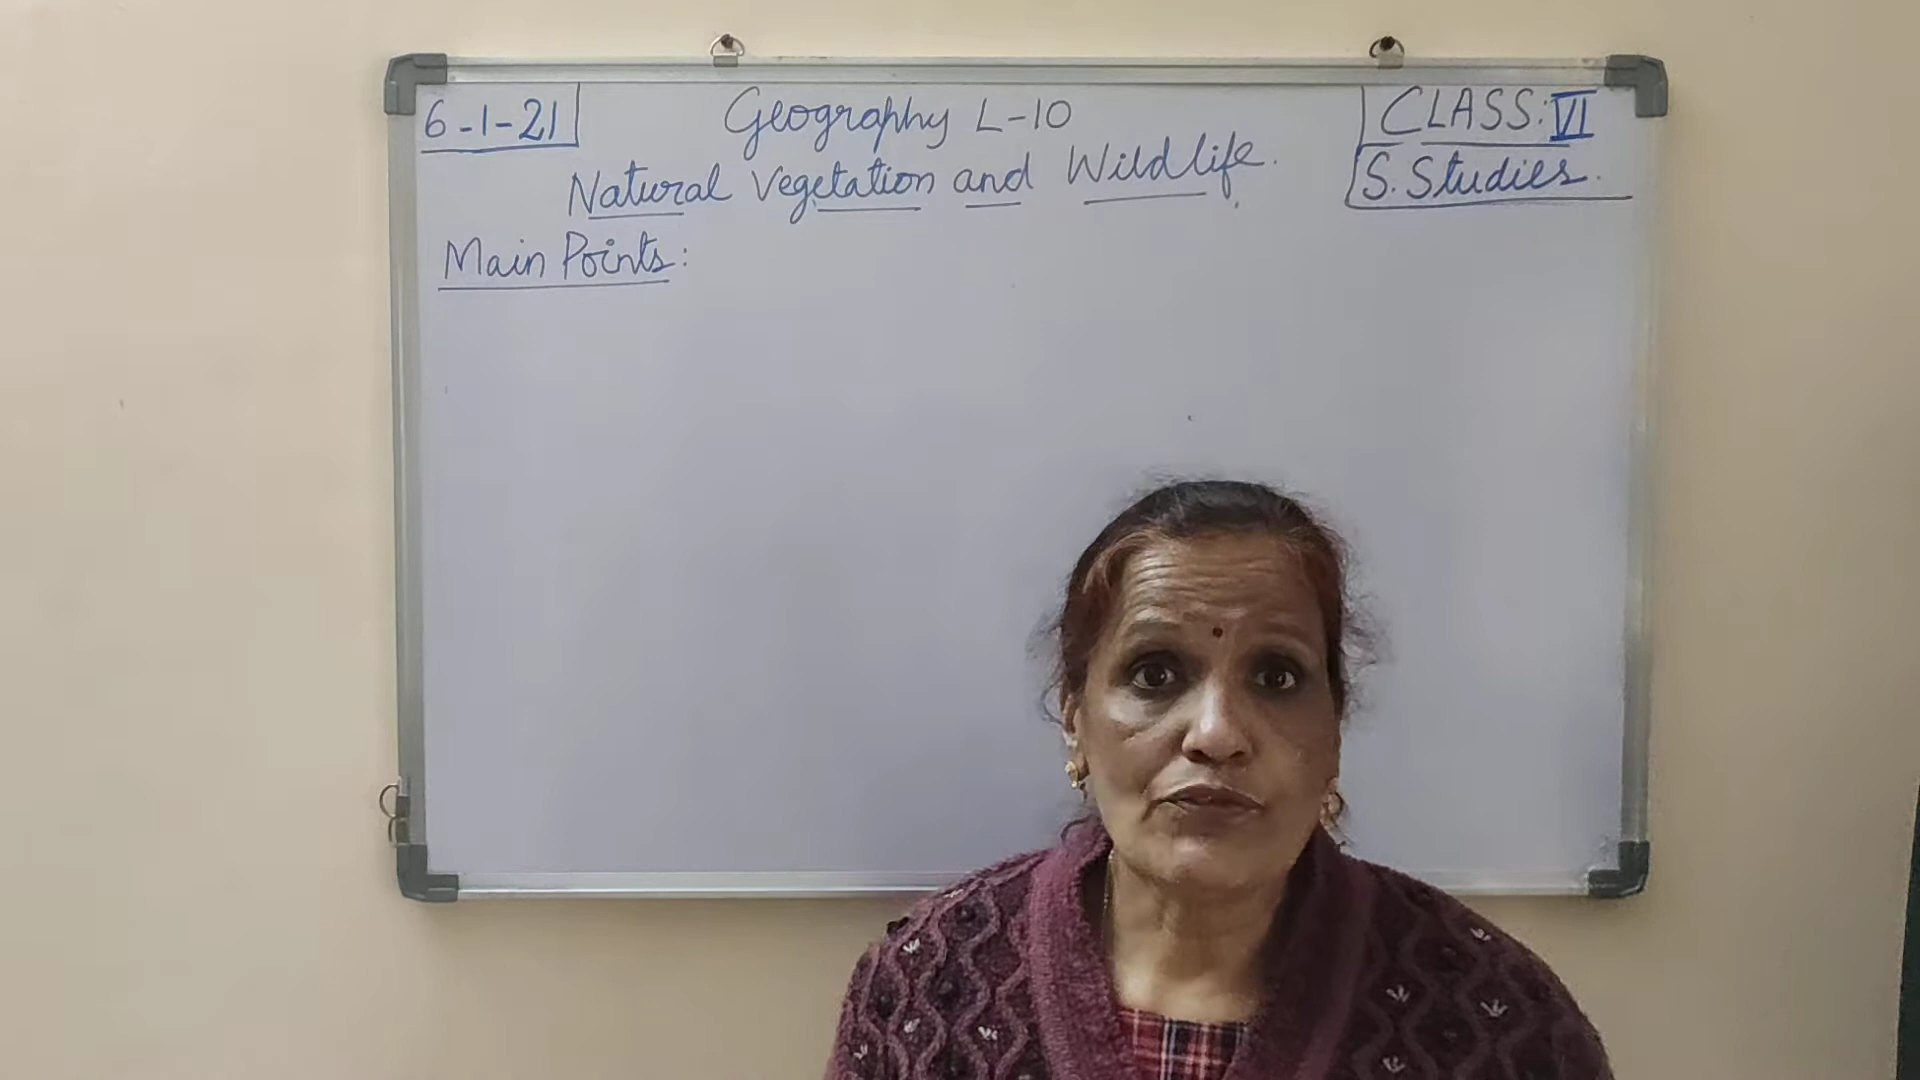 6-1-21
Geography L-10
CLASS: VI
Natural Vegetation and Wildlife.
S. Studies.
Main Points: